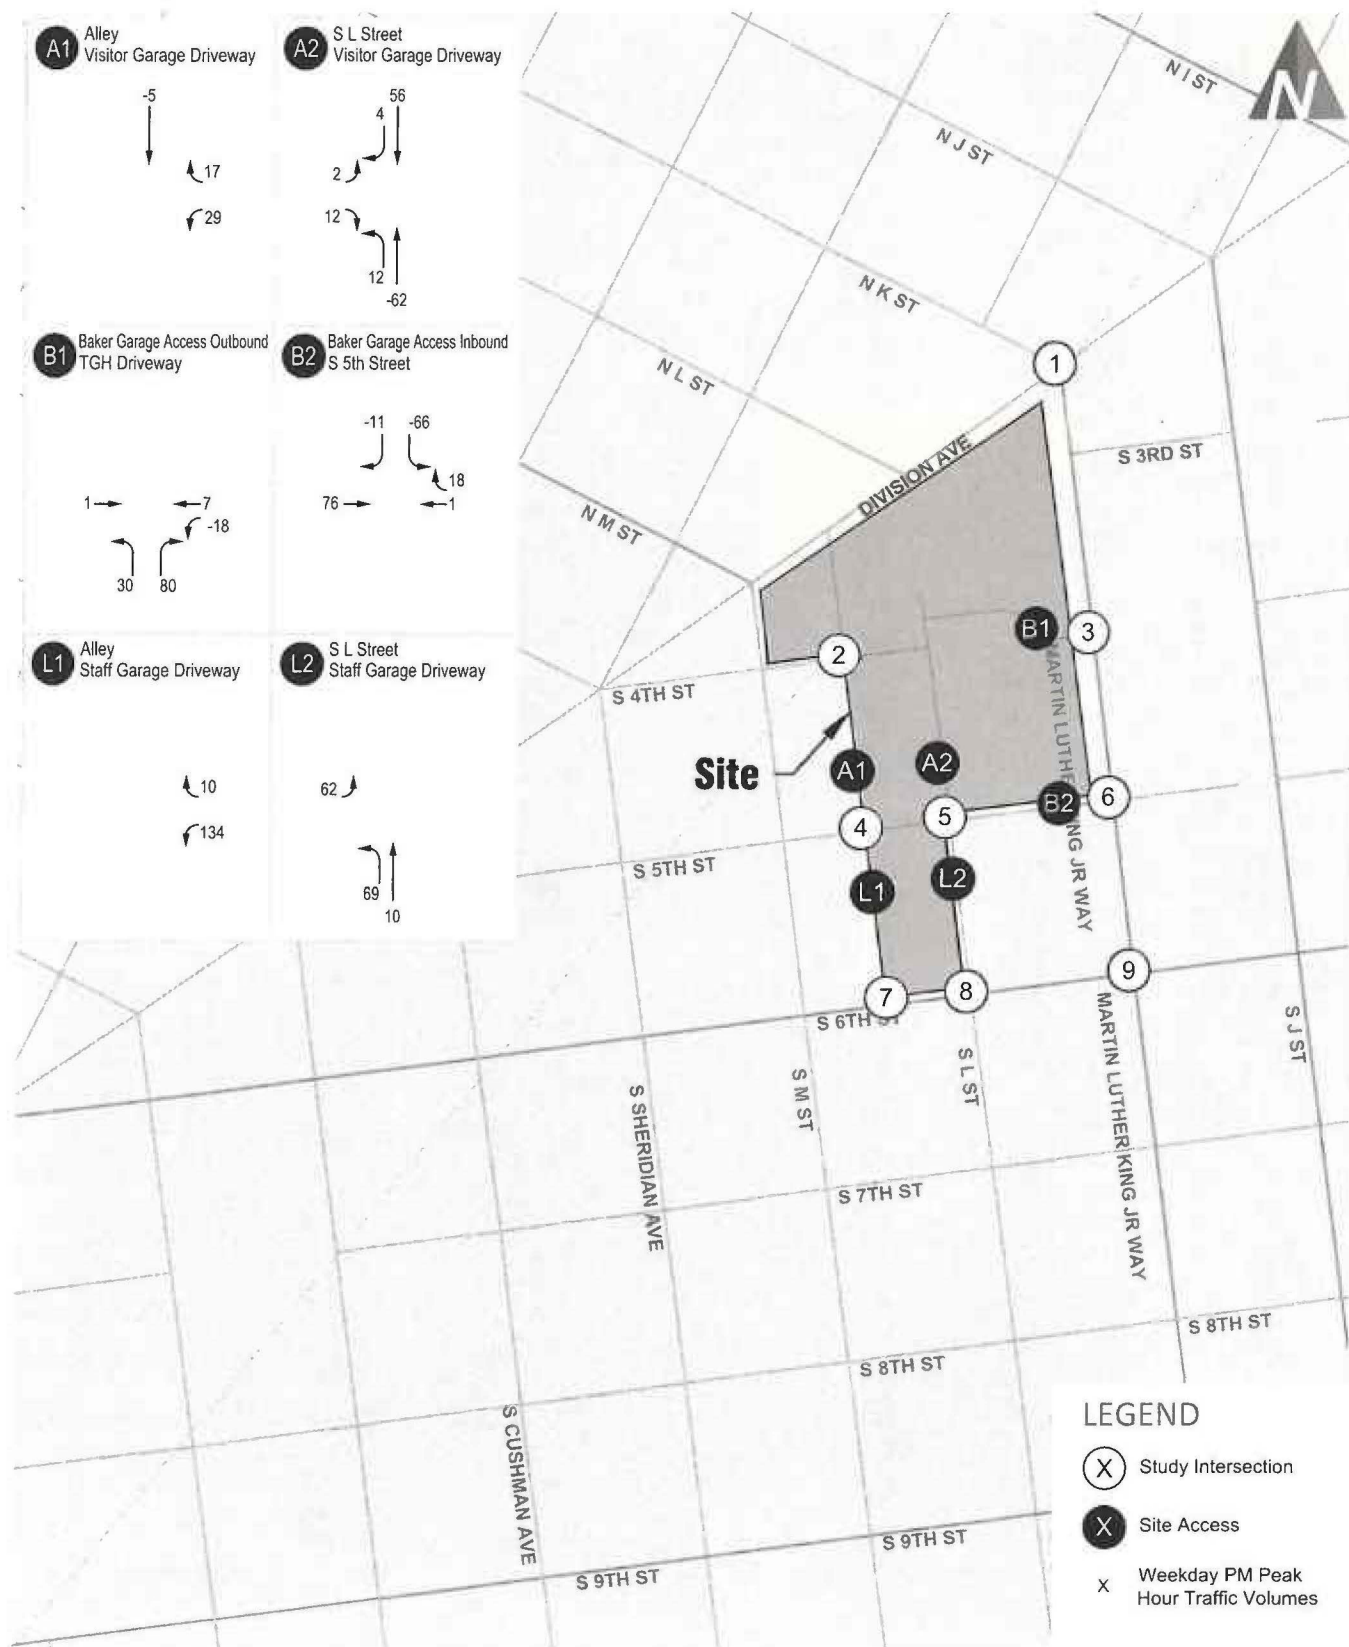 A1 Alley
Visitor Garage Driveway
-5
17
29
A2 S L Street
Visitor Garage Driveway
56
4
2
12
12
-62
B1 Baker Garage Access Outbound
TGH Driveway
1
7
-18
30 80
B2 Baker Garage Access Inbound
S 5th Street
-11 -66
18
76
1
L1 Alley
Staff Garage Driveway
10
134
L2 S L Street
Staff Garage Driveway
62
69
10
N
N I ST
N J ST
N K ST
N L ST
N M ST
1
DIVISION AVE
S 3RD ST
B1
3
2
S 4TH ST
MARTIN LUTHER KING JR WAY
Site
A1
A2
B2
6
4
5
S 5TH ST
L1
L2
9
7
8
S 6TH ST
MARTIN LUTHER KING JR WAY
S J ST
S L ST
S M ST
S SHERIDIAN AVE
S 7TH ST
S 8TH ST
S 8TH ST
S CUSHMAN AVE
S 9TH ST
S 9TH ST
LEGEND
X Study Intersection
X Site Access
X Weekday PM Peak
Hour Traffic Volumes